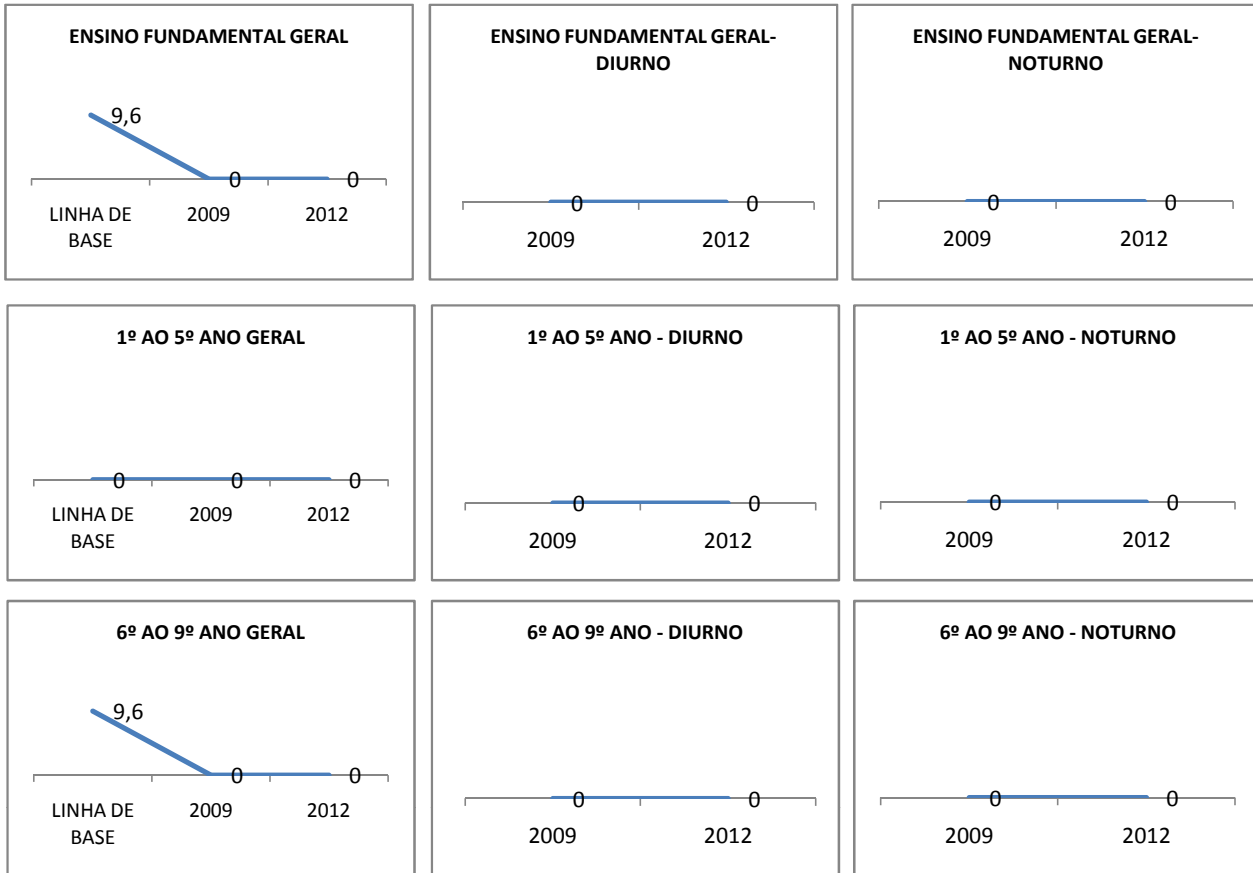 ENSINO FUNDAMENTAL GERAL
9,6
0
0
LINHA DE
BASE
2009
2012
ENSINO FUNDAMENTAL GERAL-
DIURNO
0
0
2009
2012
ENSINO FUNDAMENTAL GERAL-
NOTURNO
0
0
2009
2012
1º AO 5º ANO GERAL
0
0
0
LINHA DE
BASE
2009
2012
1º AO 5º ANO - DIURNO
0
0
2009
2012
1º AO 5º ANO - NOTURNO
0
0
2009
2012
6º AO 9º ANO GERAL
9,6
0
0
LINHA DE
BASE
2009
2012
6º AO 9º ANO - DIURNO
0
0
2009
2012
6º AO 9º ANO - NOTURNO
0
0
2009
2012